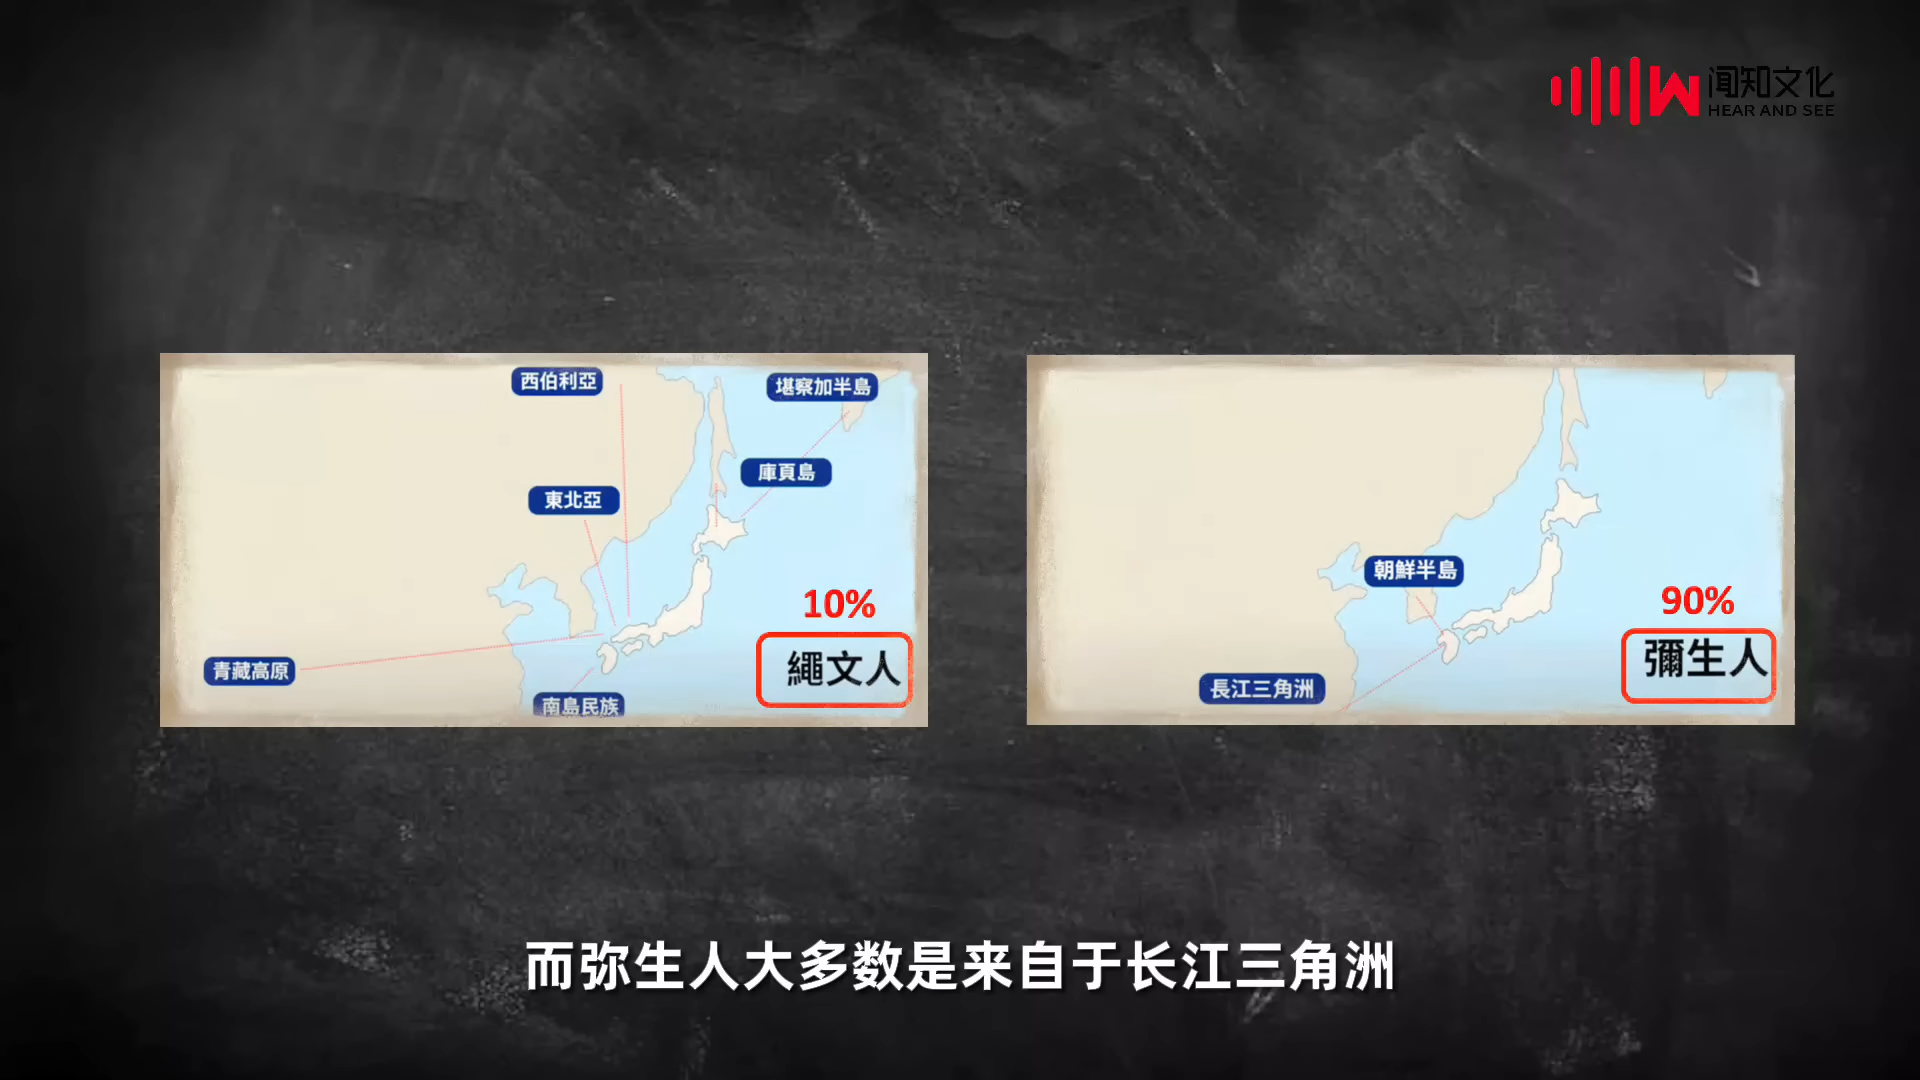 闻知文化
HEAR AND SEE
西伯利亞
堪察加半島
庫頁島
東北亞
10%
繩文人
青藏高原
南島民族
朝鮮半島
90%
彌生人
長江三角洲
而弥生人大多数是来自于长江三角洲